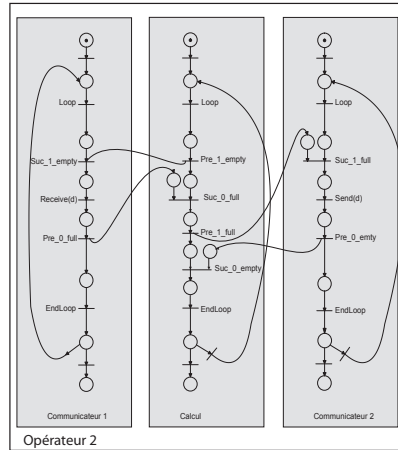 Loop
Suc_1_empty
Receive(d)
Pre_0_full
EndLoop
Communicateur 1
Loop
Pre_1_empty
Suc_0_full
Pre_1_full
Suc_0_empty
EndLoop
Calcul
Loop
Suc_1_full
Send(d)
Pre_0_emty
EndLoop
Communicateur 2
Opérateur 2